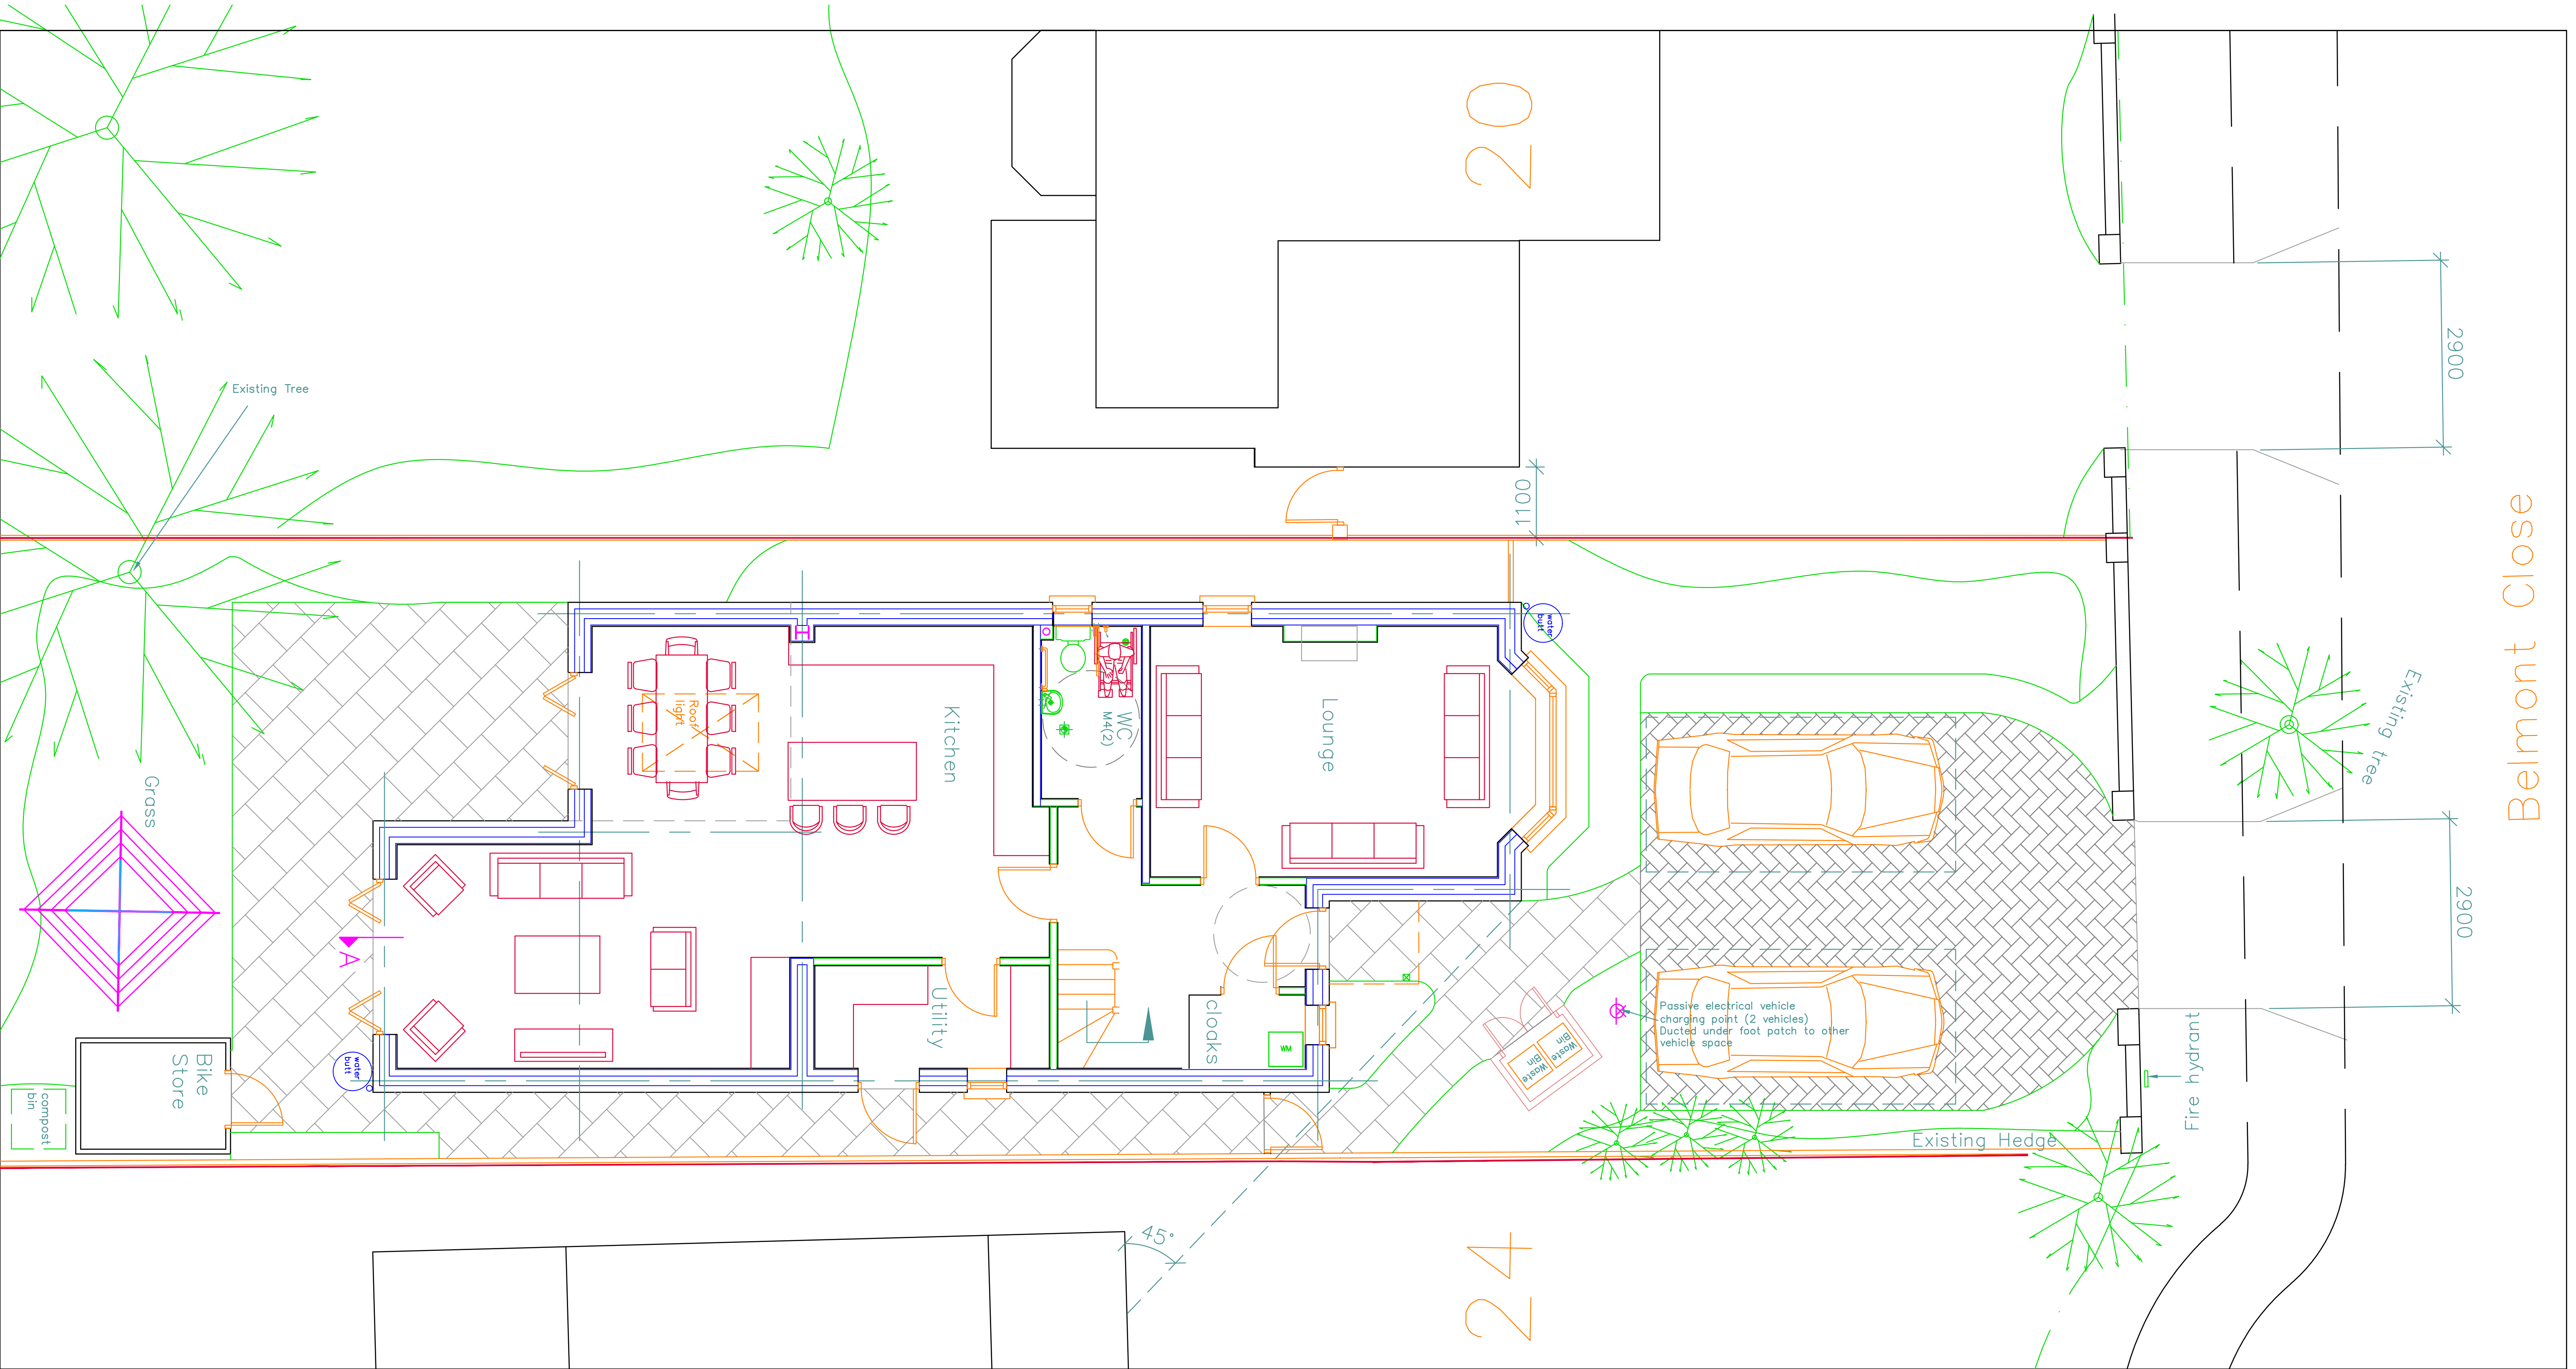 20
Existing Tree
2900
1100
Belmont Close
water
butt
Existing tree
Roof
light
Kitchen
WC
M4(2)
Lounge
H
Grass
A
2900
Utility
cloaks
WM
Waste
Bin
Waste
Bin
Passive electrical vehicle
charging point (2 vehicles)
Ducted under foot patch to other
vehicle space
Fire hydrant
Existing Hedge
Bike
Store
water
butt
compost
bin
45°
24